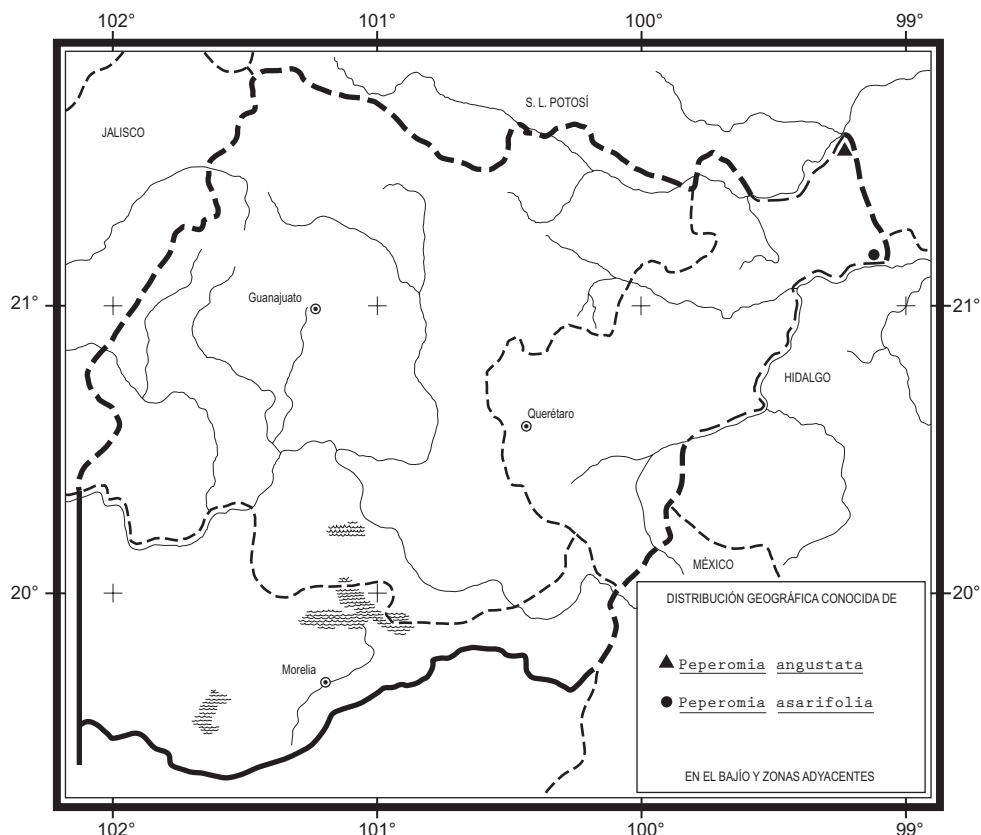 102°
101°
100°
99°
S. L. POTOSÍ
JALISCO
Guanajuato
21°
21°
HIDALGO
Querétaro
MÉXICO
20°
20°
DISTRIBUCIÓN GEOGRÁFICA CONOCIDA DE
Peperomia angustata
Morelia
Peperomia asarifolia
EN EL BAJÍO Y ZONAS ADYACENTES
102°
101°
100°
99°